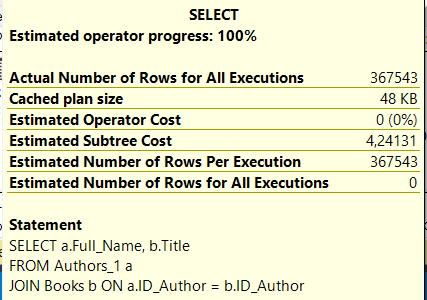 SELECT
Estimated operator progress: 100%
Actual Number of Rows for All Executions 367543
Cached plan size 48 KB
Estimated Operator Cost 0 (0%)
Estimated Subtree Cost 4,24131
Estimated Number of Rows Per Execution 367543
Estimated Number of Rows for All Executions 0
Statement
SELECT a.Full_Name, b.Title
FROM Authors_1 a
JOIN Books b ON a.ID_Author = b.ID_Author